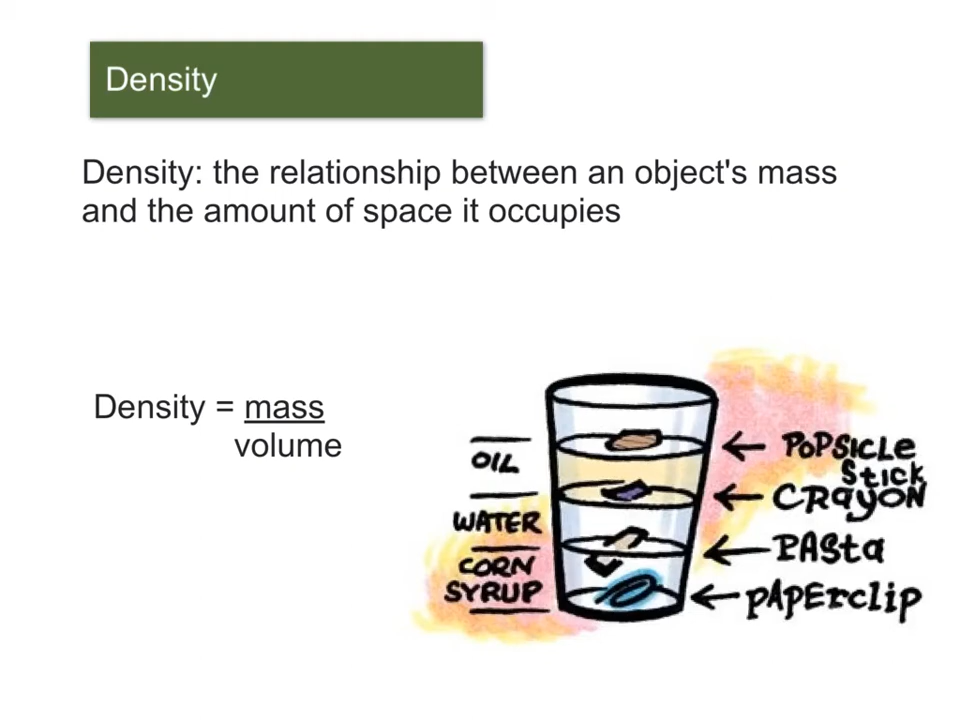 Density
Density: the relationship between an object's mass
and the amount of space it occupies
Density = mass
volume
OIL
WATER
CORN
SYRUP
POPSICLE
STICK
CRayON
PASta
PAPErclip